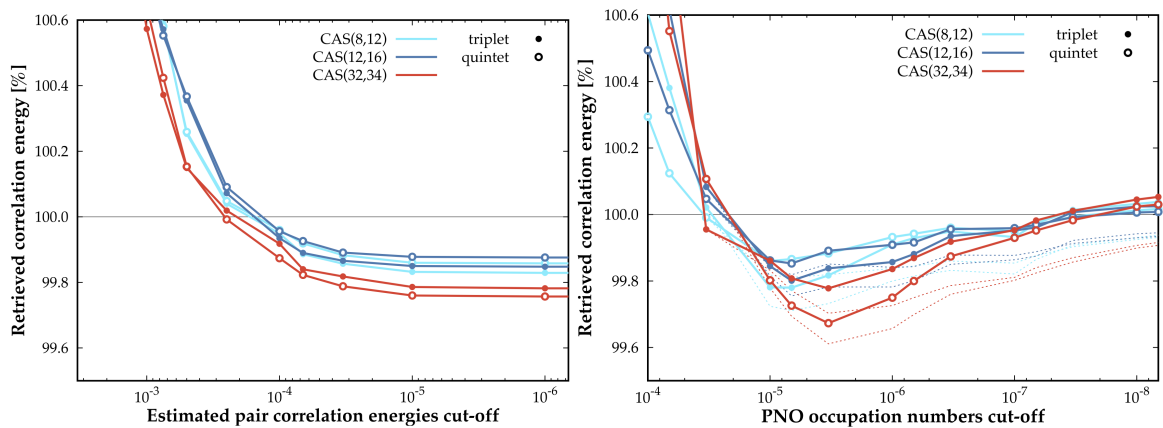 Retrieved correlation energy [%]
100.6
100.4
100.2
100.0
99.8
99.6
CAS(8,12)
CAS(12,16)
CAS(32,34)
triplet
quintet
10-3
10-4
10-5
10-6
Estimated pair correlation energies cut-off
Retrieved correlation energy [%]
100.6
100.4
100.2
100.0
99.8
99.6
CAS(8,12)
CAS(12,16)
CAS(32,34)
triplet
quintet
10-4
10-5
10-6
10-7
10-8
PNO occupation numbers cut-off